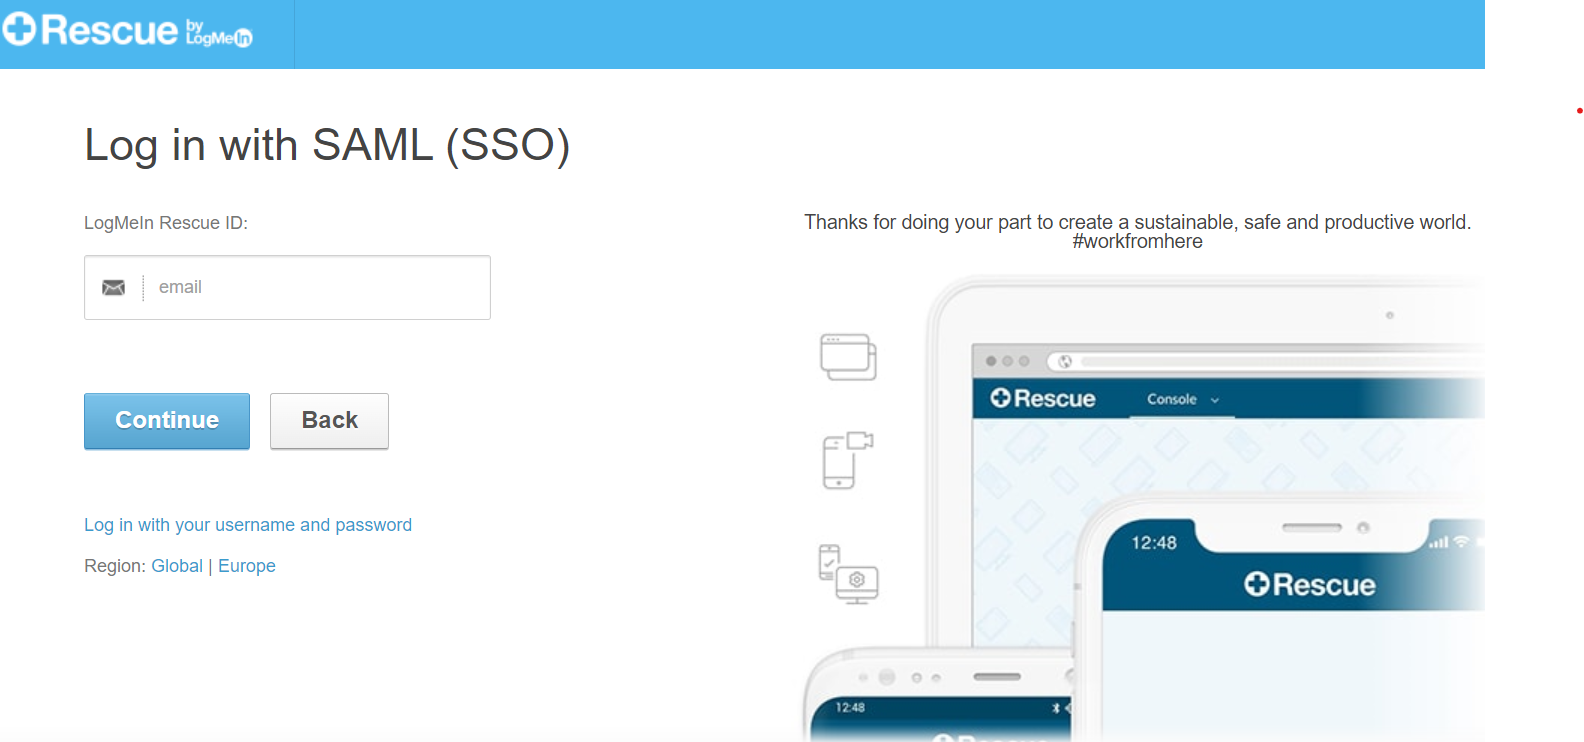 Rescue by LogMeIn
Log in with SAML (SSO)
LogMeIn Rescue ID:
email
Continue
Back
Log in with your username and password
Region: Global | Europe
Thanks for doing your part to create a sustainable, safe and productive world.
#workfromhere
Rescue
Console
12:48
Rescue
12:48
Rescue